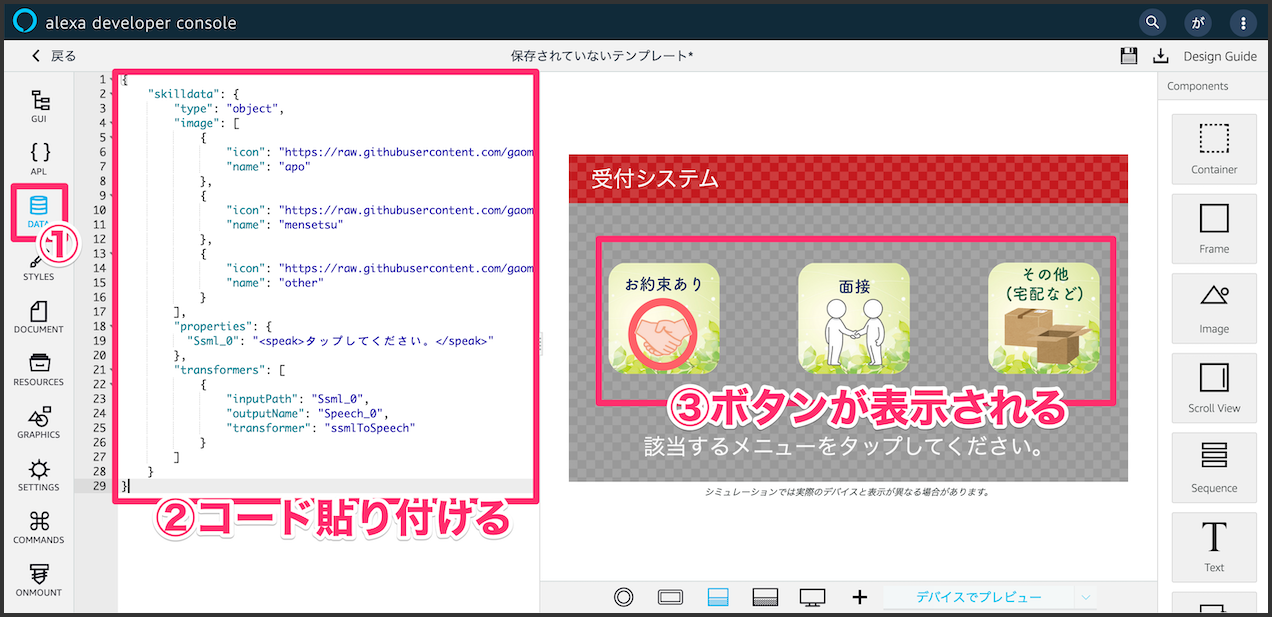 alexa developer console
が
戻る
保存されていないテンプレート*
Design Guide
GUI
APL
DATA
①
STYLES
DOCUMENT
RESOURCES
GRAPHICS
SETTINGS
COMMANDS
ONMOUNT
1 {
2 "skilldata": {
3 "type": "object",
4 "image": [
5 {
6 "icon": "https://raw.githubusercontent.com/gaom
7 "name": "apo"
8 },
9 {
10 "icon": "https://raw.githubusercontent.com/gaom
11 "name": "mensetsu"
12 },
13 {
14 "icon": "https://raw.githubusercontent.com/gaom
15 "name": "other"
16 }
17 ],
18 "properties": {
19 "Ssml_0": "<speak>タップしてください。</speak>"
20 },
21 "transformers": [
22 {
23 "inputPath": "Ssml_0",
24 "outputName": "Speech_0",
25 "transformer": "ssmlToSpeech"
26 }
27 ]
28 }
29 }
②コード貼り付ける
受付システム
お約束あり
面接
その他
(宅配など)
③ボタンが表示される
該当するメニューをタップしてください。
シミュレーションでは実際のデバイスと表示が異なる場合があります。
デバイスでプレビュー
Components
Container
Frame
Image
Scroll View
Sequence
T
Text